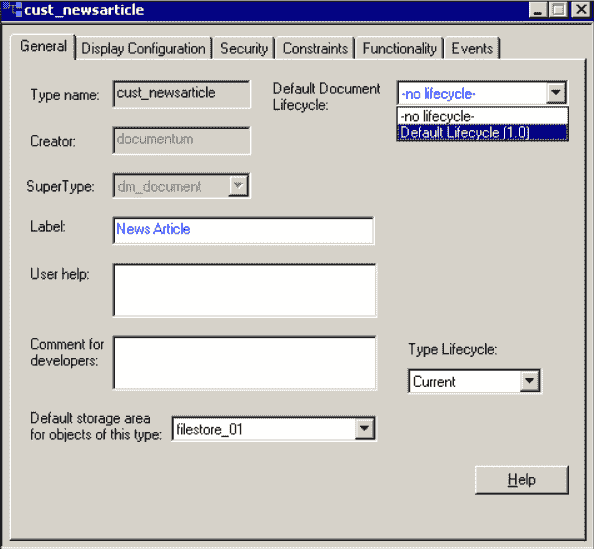 cust_newsarticle
General Display Configuration Security Constraints Functionality Events
Type name: cust_newsarticle
Default Document
Lifecycle:
-no lifecycle-
-no lifecycle-
Default Lifecycle (1.0)
Creator: documentum
SuperType: dm_document
Label: News Article
User help:
Comment for
developers:
Type Lifecycle:
Current
Default storage area
for objects of this type: filestore_01
Help